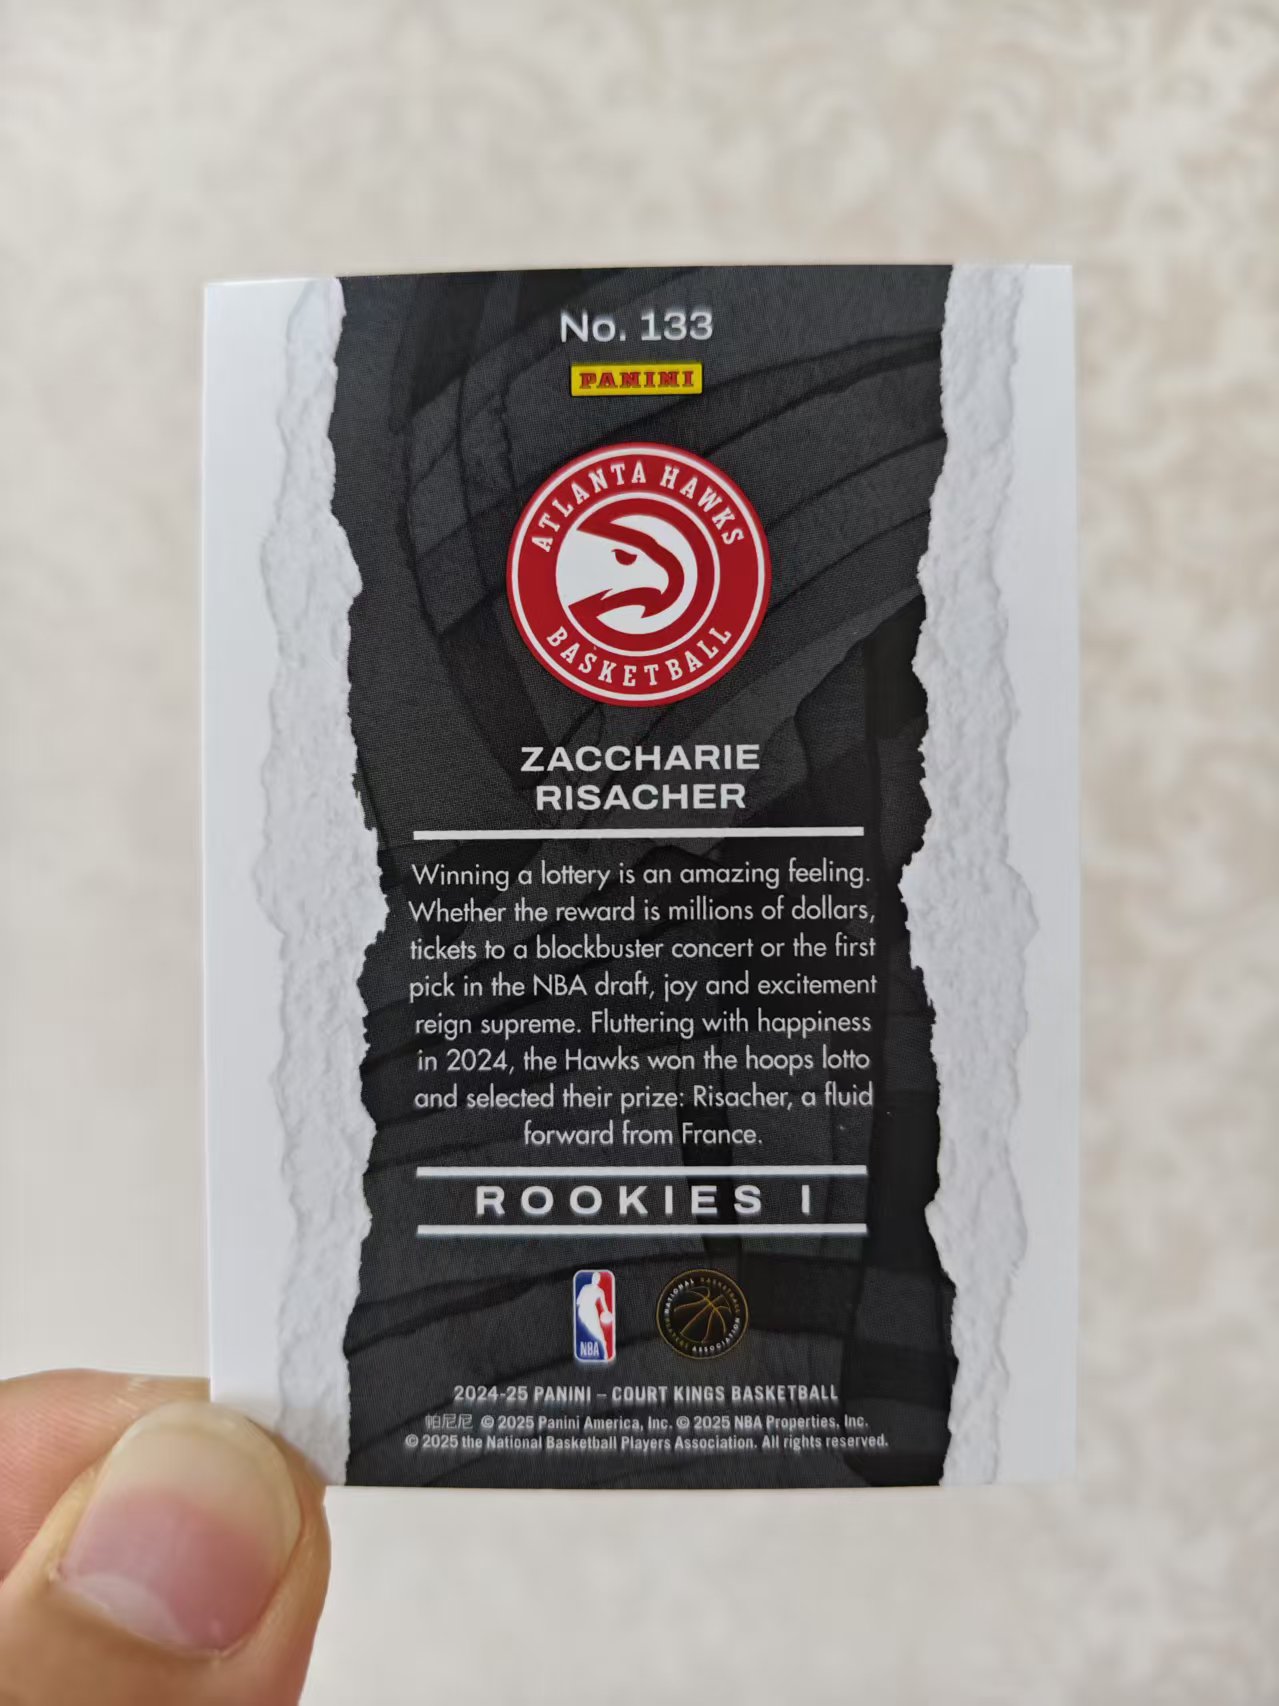 No. 133
PANINI
ATLANTA HAWKS
BASKETBALL
ZACCHARIE
RISACHER
Winning a lottery is an amazing feeling.
Whether the reward is millions of dollars,
tickets to a blockbuster concert or the first
pick in the NBA draft, joy and excitement
reign supreme. Fluttering with happiness
in 2024, the Hawks won the hoops lotto
and selected their prize: Risacher, a fluid
forward from France.
ROOKIES I
NBA
NATIONAL BASKETBALL
PLAYERS ASSOCIATION
2024-25 PANINI – COURT KINGS BASKETBALL
帕尼尼 © 2025 Panini America, Inc. © 2025 NBA Properties, Inc.
© 2025 the National Basketball Players Association. All rights reserved.